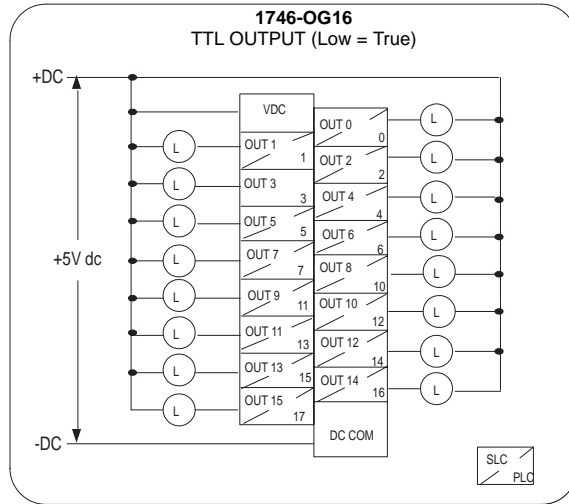 1746-OG16
TTL OUTPUT (Low = True)
+DC
VDC
OUT 0
0
L
L
OUT 1
1
OUT 2
2
L
L
OUT 3
3
OUT 4
4
L
L
OUT 5
5
OUT 6
6
L
+5V dc
L
OUT 7
7
OUT 8
10
L
L
OUT 9
11
OUT 10
12
L
L
OUT 11
13
OUT 12
14
L
L
OUT 13
15
OUT 14
16
L
L
OUT 15
17
-DC
DC COM
SLC
PLC